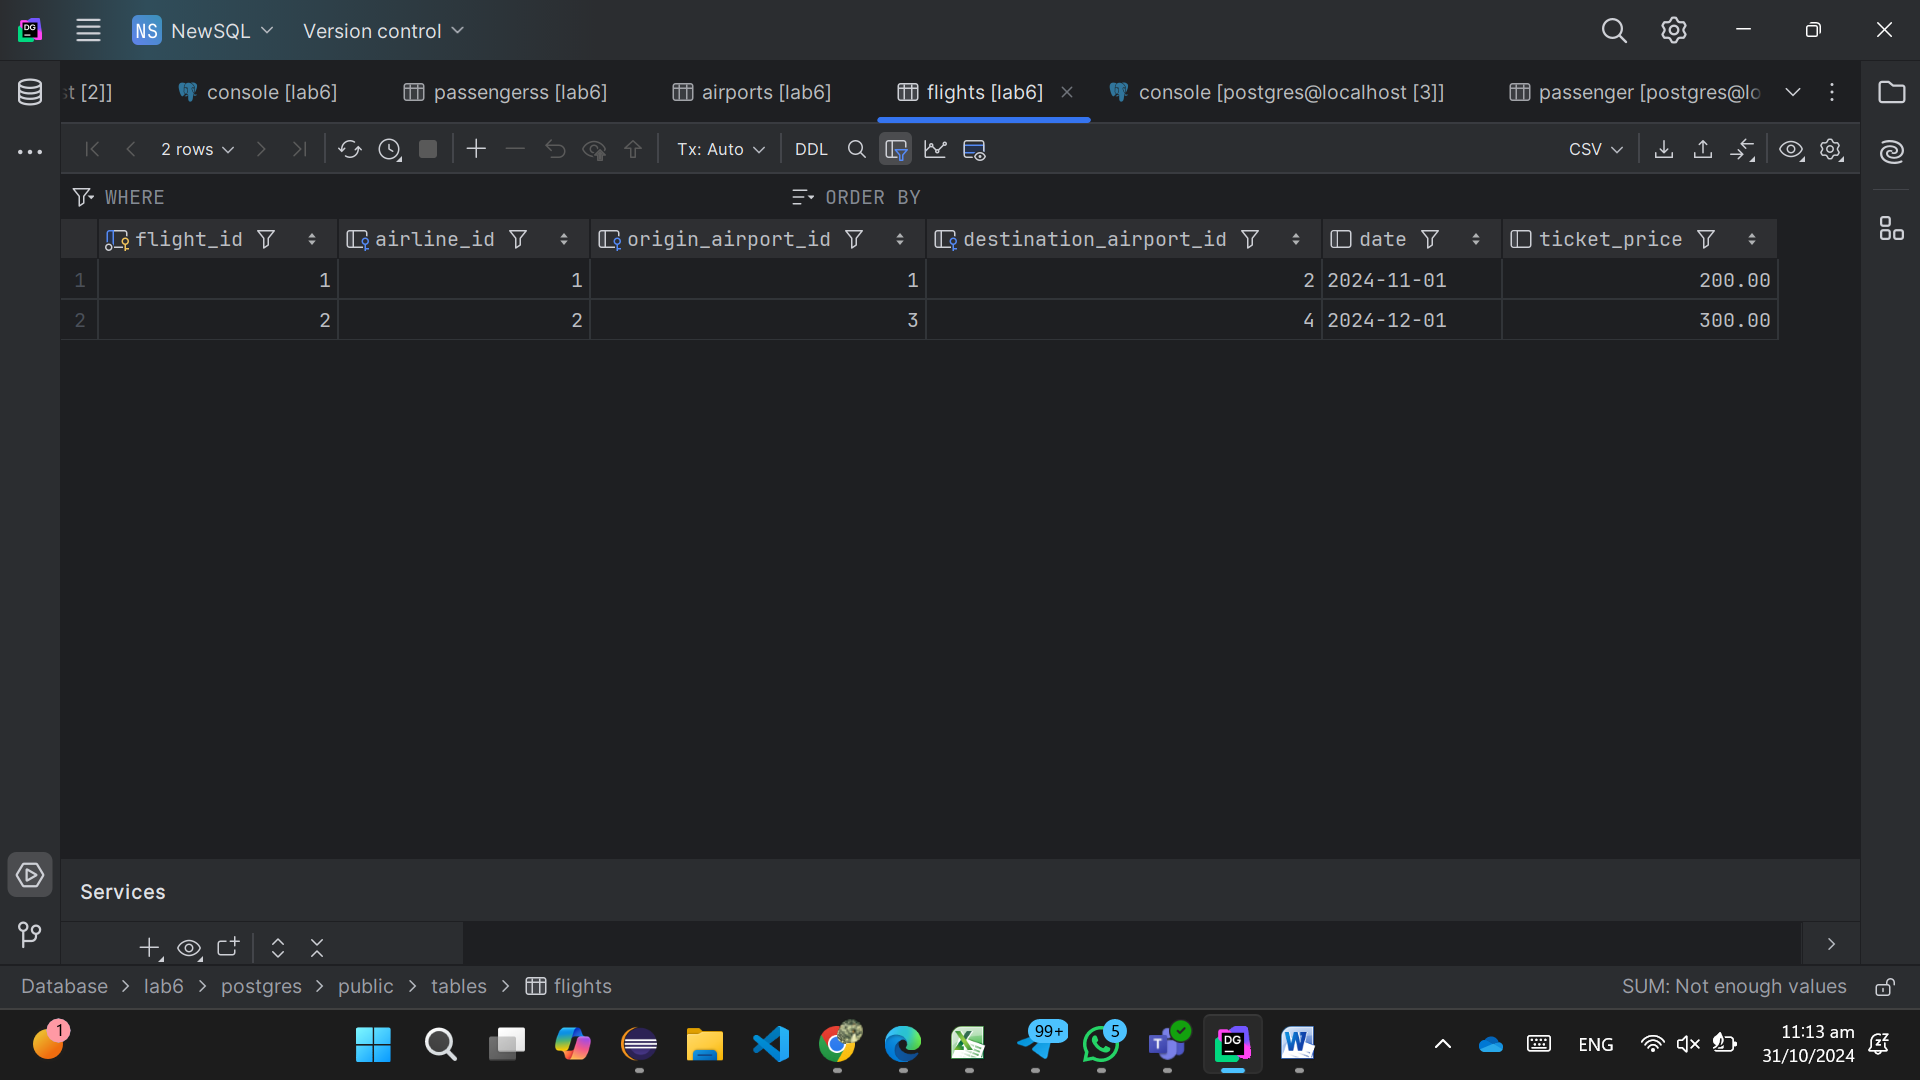 DG NS NewSQL Version control
st [2]] console [lab6] passengerss [lab6] airports [lab6] flights [lab6] console [postgres@localhost [3]] passenger [postgres@lo
2 rows Tx: Auto DDL CSV
WHERE ORDER BY
flight_id airline_id origin_airport_id destination_airport_id date ticket_price
1 1 1 1 2 2024-11-01 200.00
2 2 2 3 4 2024-12-01 300.00
Services
Database lab6 postgres public tables flights SUM: Not enough values
1 99+ 5 T DG W ENG 11:13 am
31/10/2024